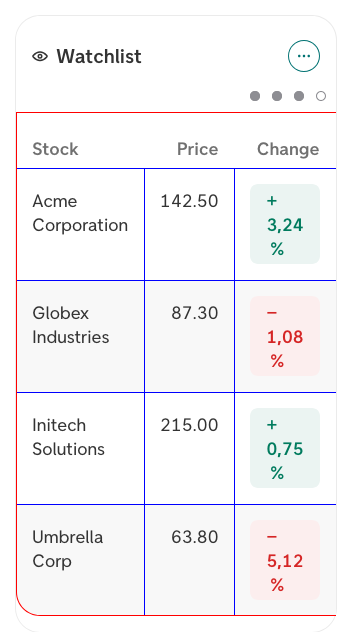 Watchlist
Stock Price Change
Acme 142.50 +
Corporation 3,24
%
Globex 87.30 −
Industries 1,08
%
Initech 215.00 +
Solutions 0,75
%
Umbrella 63.80 −
Corp 5,12
%